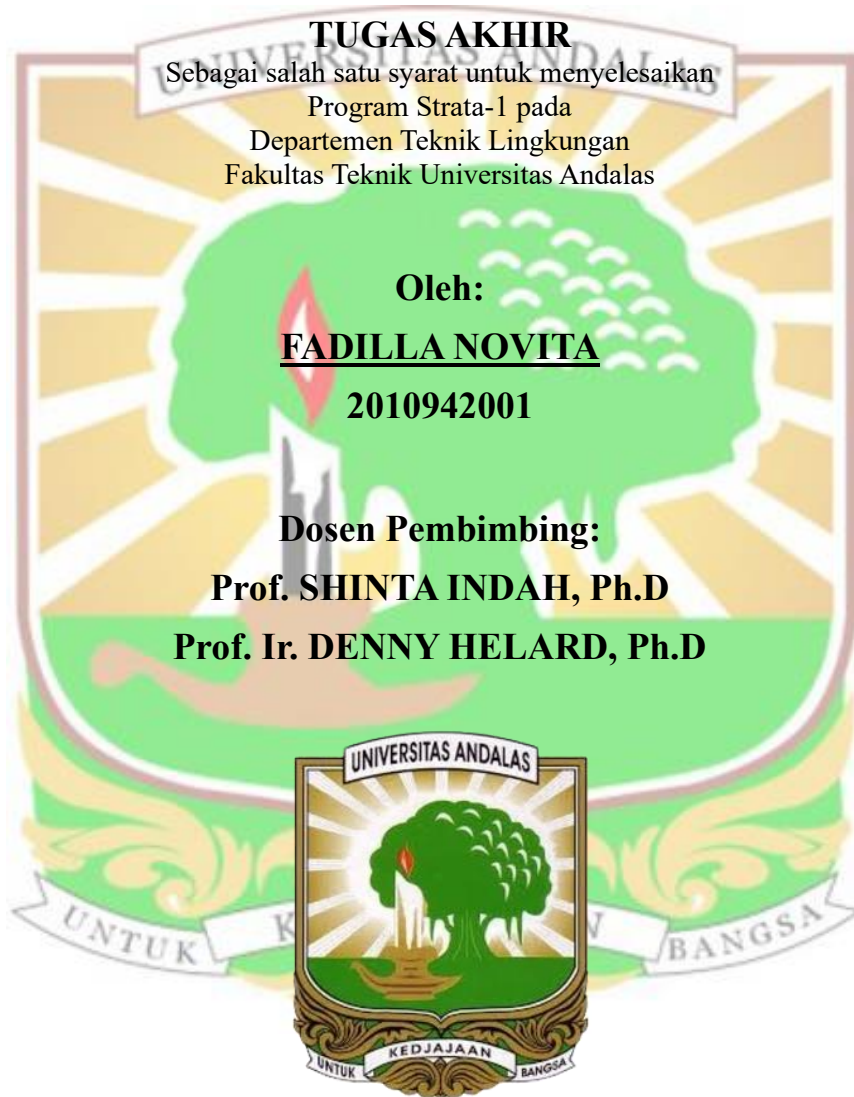 UNIVERSITAS ANDALAS
TUGAS AKHIR
Sebagai salah satu syarat untuk menyelesaikan
Program Strata-1 pada
Departemen Teknik Lingkungan
Fakultas Teknik Universitas Andalas
Oleh:
FADILLA NOVITA
2010942001
Dosen Pembimbing:
Prof. SHINTA INDAH, Ph.D
Prof. Ir. DENNY HELARD, Ph.D
UNIVERSITAS ANDALAS
UNTUK BANGSA
UNTUK KEDJAJAAN BANGSA